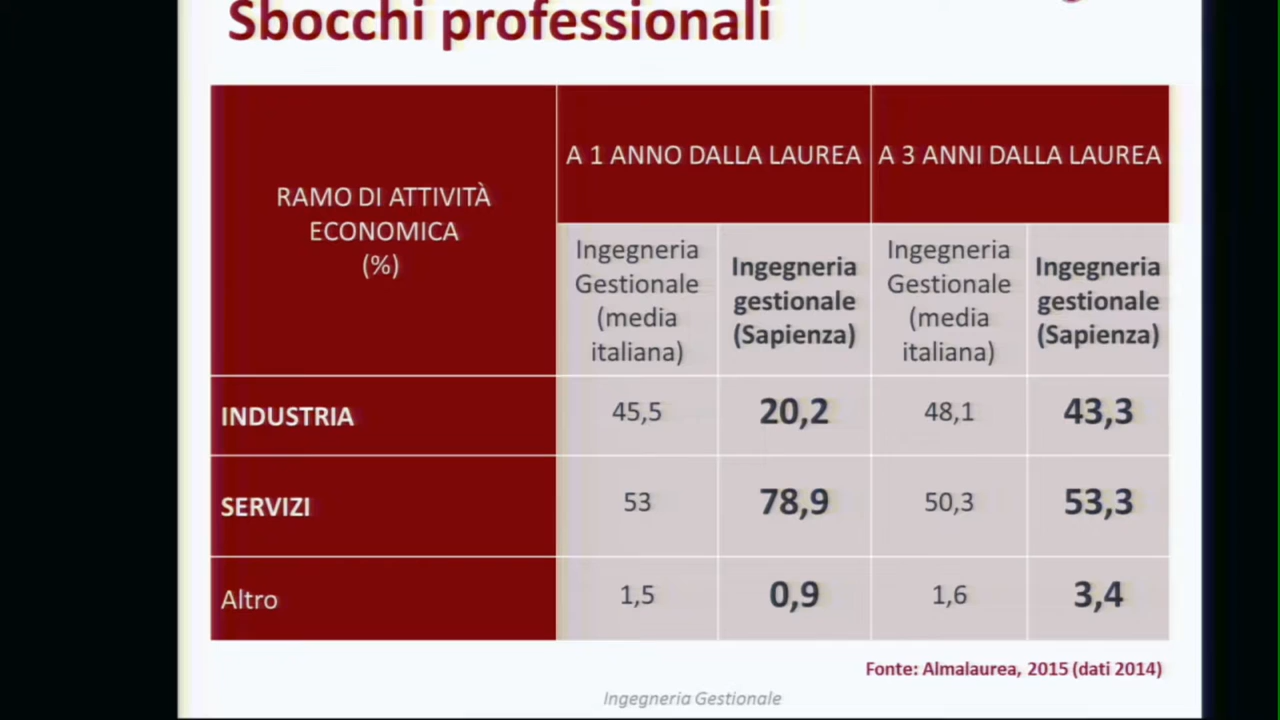 Sbocchi professionali
RAMO DI ATTIVITÀ
ECONOMICA
(%)
A 1 ANNO DALLA LAUREA
A 3 ANNI DALLA LAUREA
Ingegneria
Gestionale
(media
italiana)
Ingegneria
gestionale
(Sapienza)
Ingegneria
Gestionale
(media
italiana)
Ingegneria
gestionale
(Sapienza)
INDUSTRIA 45,5 20,2 48,1 43,3
SERVIZI 53 78,9 50,3 53,3
Altro 1,5 0,9 1,6 3,4
Fonte: Almalaurea, 2015 (dati 2014)
Ingegneria Gestionale